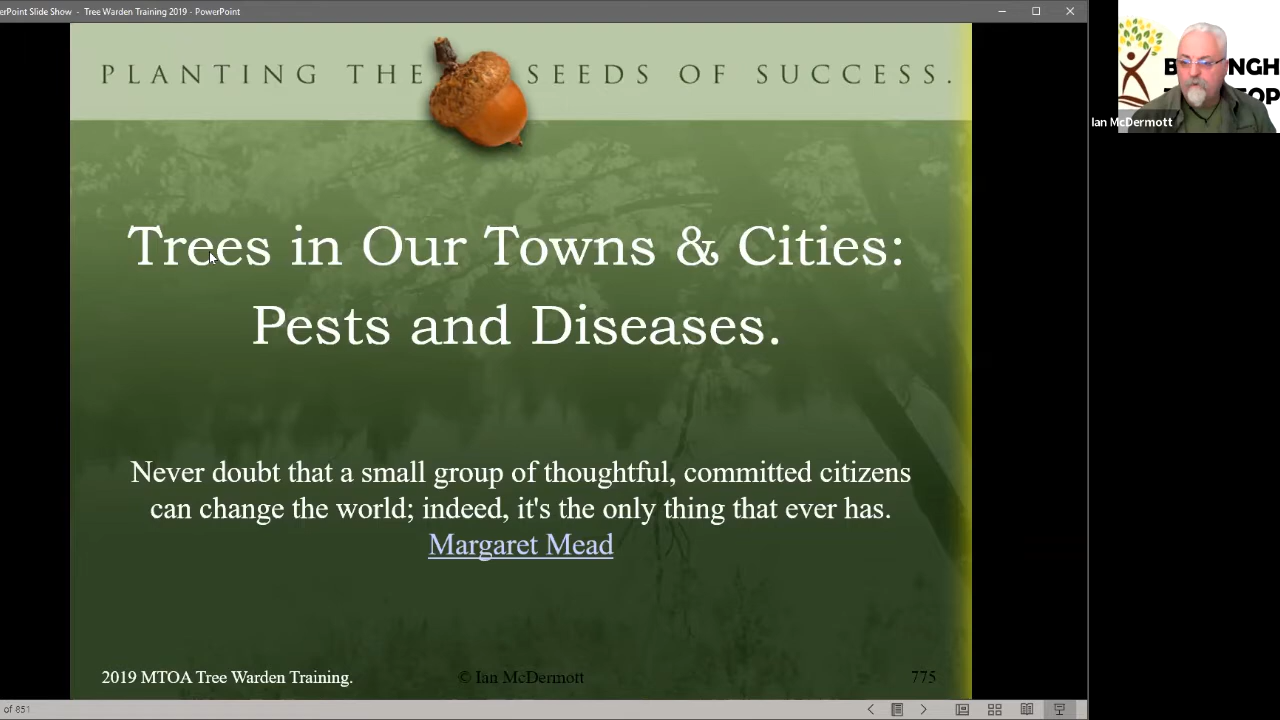 erPoint Slide Show - Tree Warden Training 2019 - PowerPoint
PLANTING THE SEEDS OF SUCCESS.
Trees in Our Towns & Cities:
Pests and Diseases.
Never doubt that a small group of thoughtful, committed citizens
can change the world; indeed, it's the only thing that ever has.
Margaret Mead
2019 MTOA Tree Warden Training.
© Ian McDermott
775
of 851
Ian McDermott